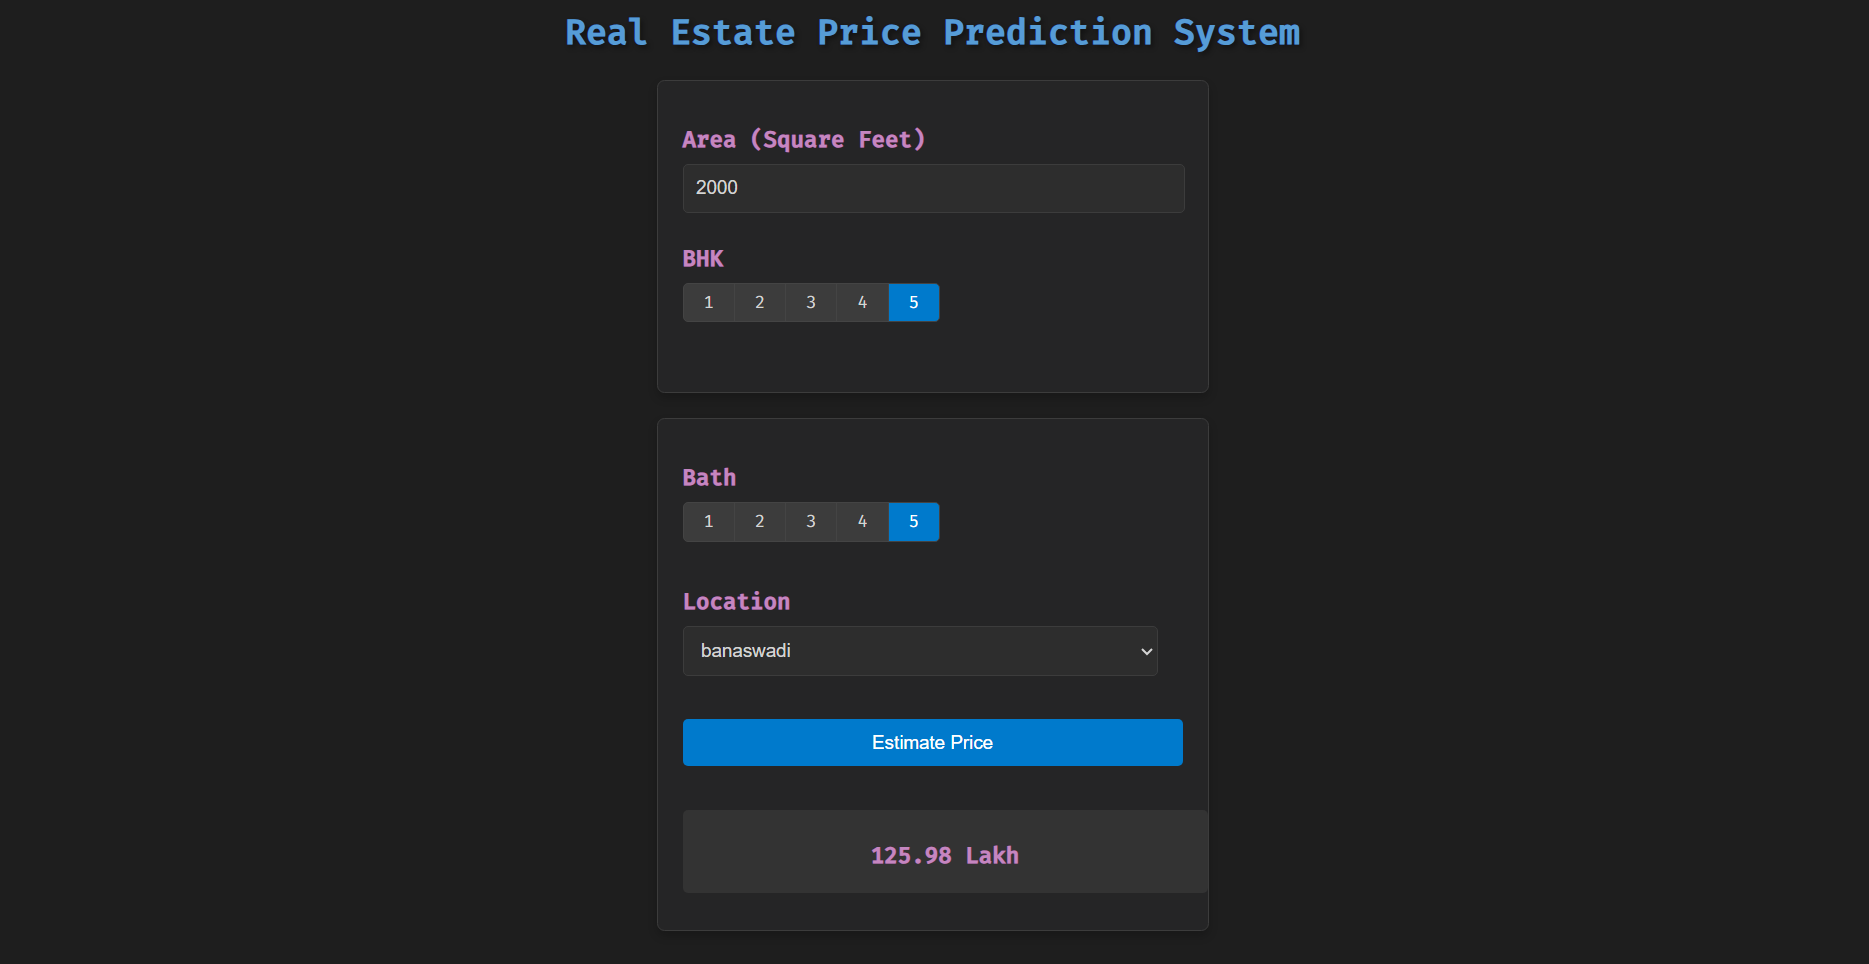 Real Estate Price Prediction System
Area (Square Feet)
2000
BHK
1 2 3 4 5
Bath
1 2 3 4 5
Location
banaswadi
Estimate Price
125.98 Lakh